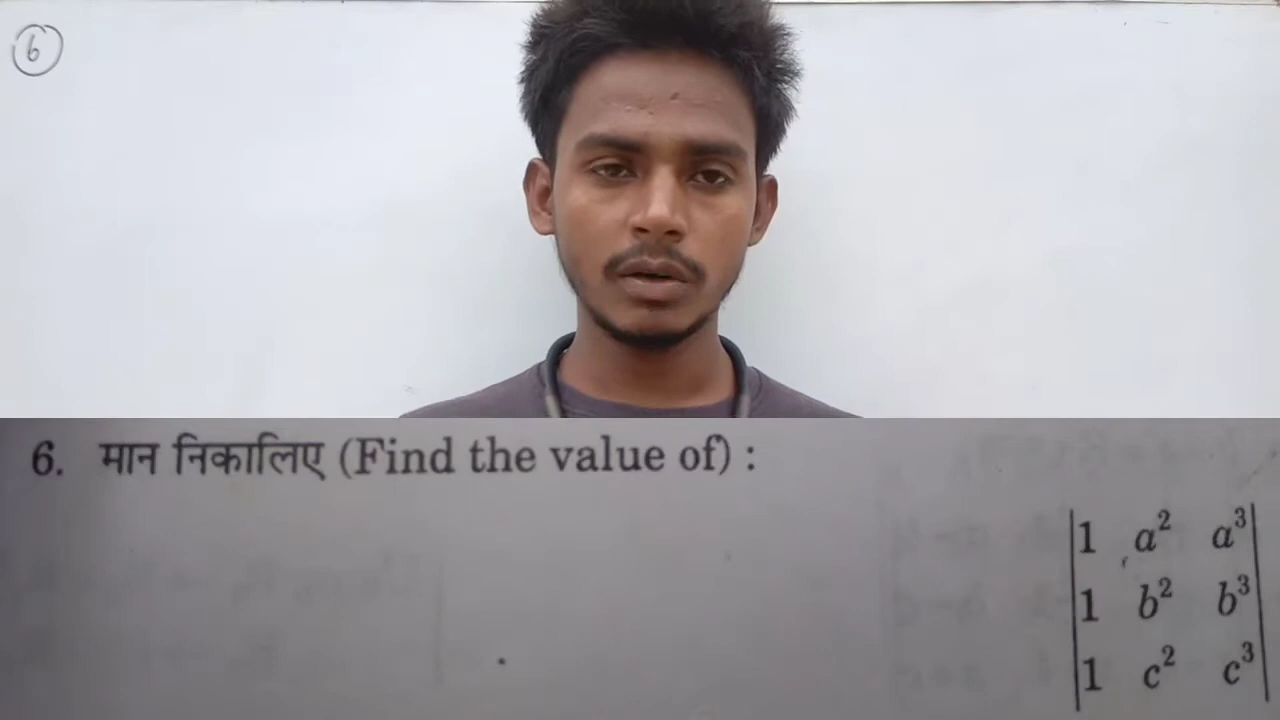 6
6. मान निकालिए (Find the value of) :
|1 a² a³|
|1 b² b³|
|1 c² c³|